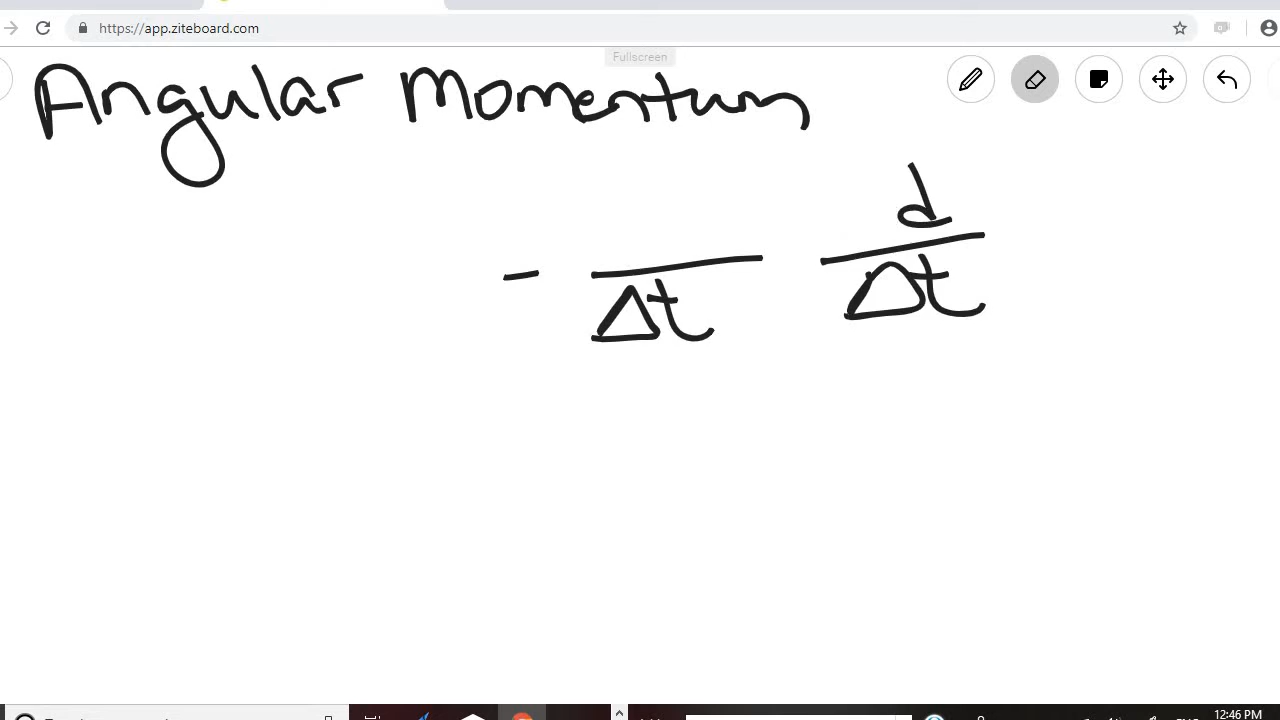 https://app.ziteboard.com
Fullscreen
Angular Momentum
d
- Δt Δt
12:46 PM